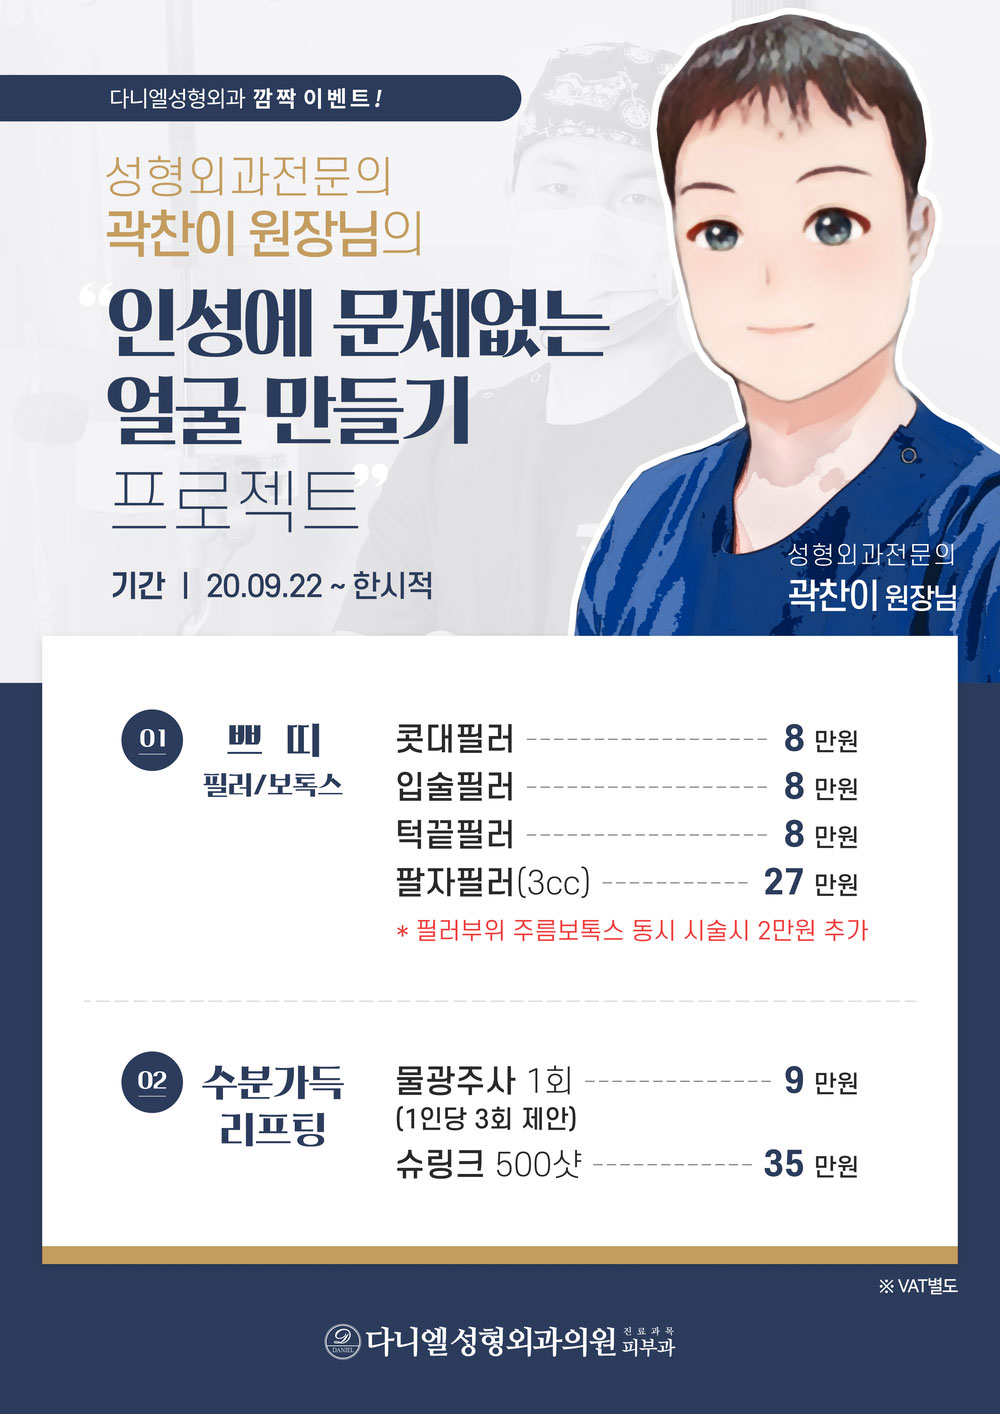 다니엘성형외과 깜짝 이벤트!
성형외과전문의
곽찬이 원장님의
“인성에 문제없는
얼굴 만들기
프로젝트”
기간 | 20.09.22 ~ 한시적
성형외과전문의
곽찬이 원장님
01 쁘 띠
필러/보톡스
콧대필러 8 만원
입술필러 8 만원
턱끝필러 8 만원
팔자필러(3cc) 27 만원
* 필러부위 주름보톡스 동시 시술시 2만원 추가
02 수분가득
리프팅
물광주사 1회 9 만원
(1인당 3회 제안)
슈링크 500샷 35 만원
※ VAT별도
DANIEL 다니엘성형외과의원 진료과목 피부과